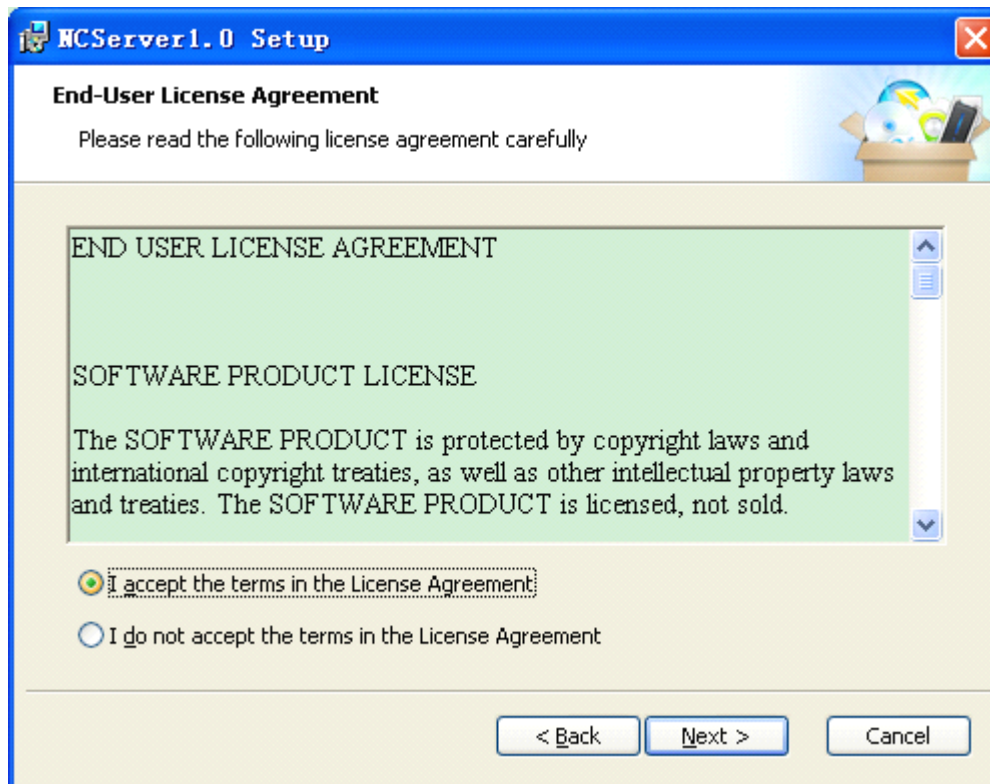 NCServer1.0 Setup
End-User License Agreement
Please read the following license agreement carefully
END USER LICENSE AGREEMENT
SOFTWARE PRODUCT LICENSE
The SOFTWARE PRODUCT is protected by copyright laws and
international copyright treaties, as well as other intellectual property laws
and treaties. The SOFTWARE PRODUCT is licensed, not sold.
I accept the terms in the License Agreement
I do not accept the terms in the License Agreement
< Back
Next >
Cancel